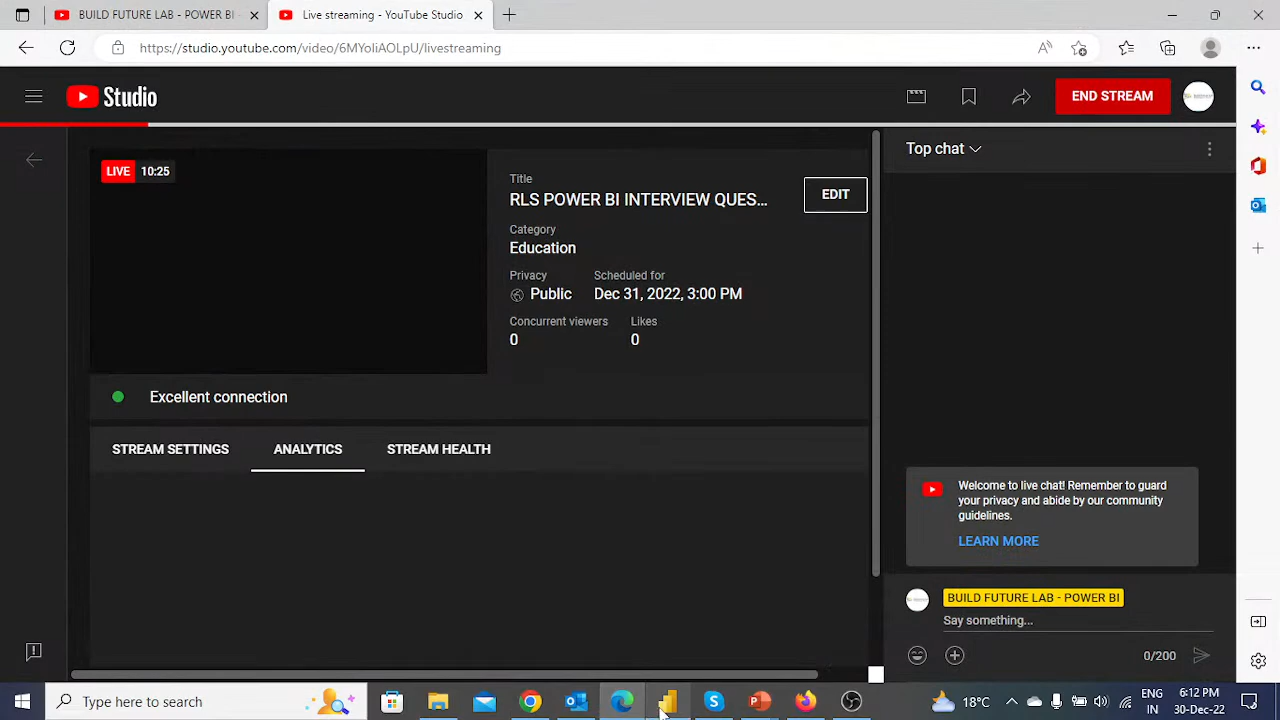 BUILD FUTURE LAB - POWER BI -
Live streaming - YouTube Studio
https://studio.youtube.com/video/6MYoIiAOLpU/livestreaming
Studio
END STREAM
LIVE 10:25
Title
RLS POWER BI INTERVIEW QUES...
EDIT
Category
Education
Privacy
Scheduled for
Public
Dec 31, 2022, 3:00 PM
Concurrent viewers
Likes
0
0
Excellent connection
STREAM SETTINGS
ANALYTICS
STREAM HEALTH
Top chat
Welcome to live chat! Remember to guard
your privacy and abide by our community
guidelines.
LEARN MORE
BUILD FUTURE LAB - POWER BI
Say something...
0/200
Type here to search
18°C
ENG
IN
6:12 PM
30-Dec-22